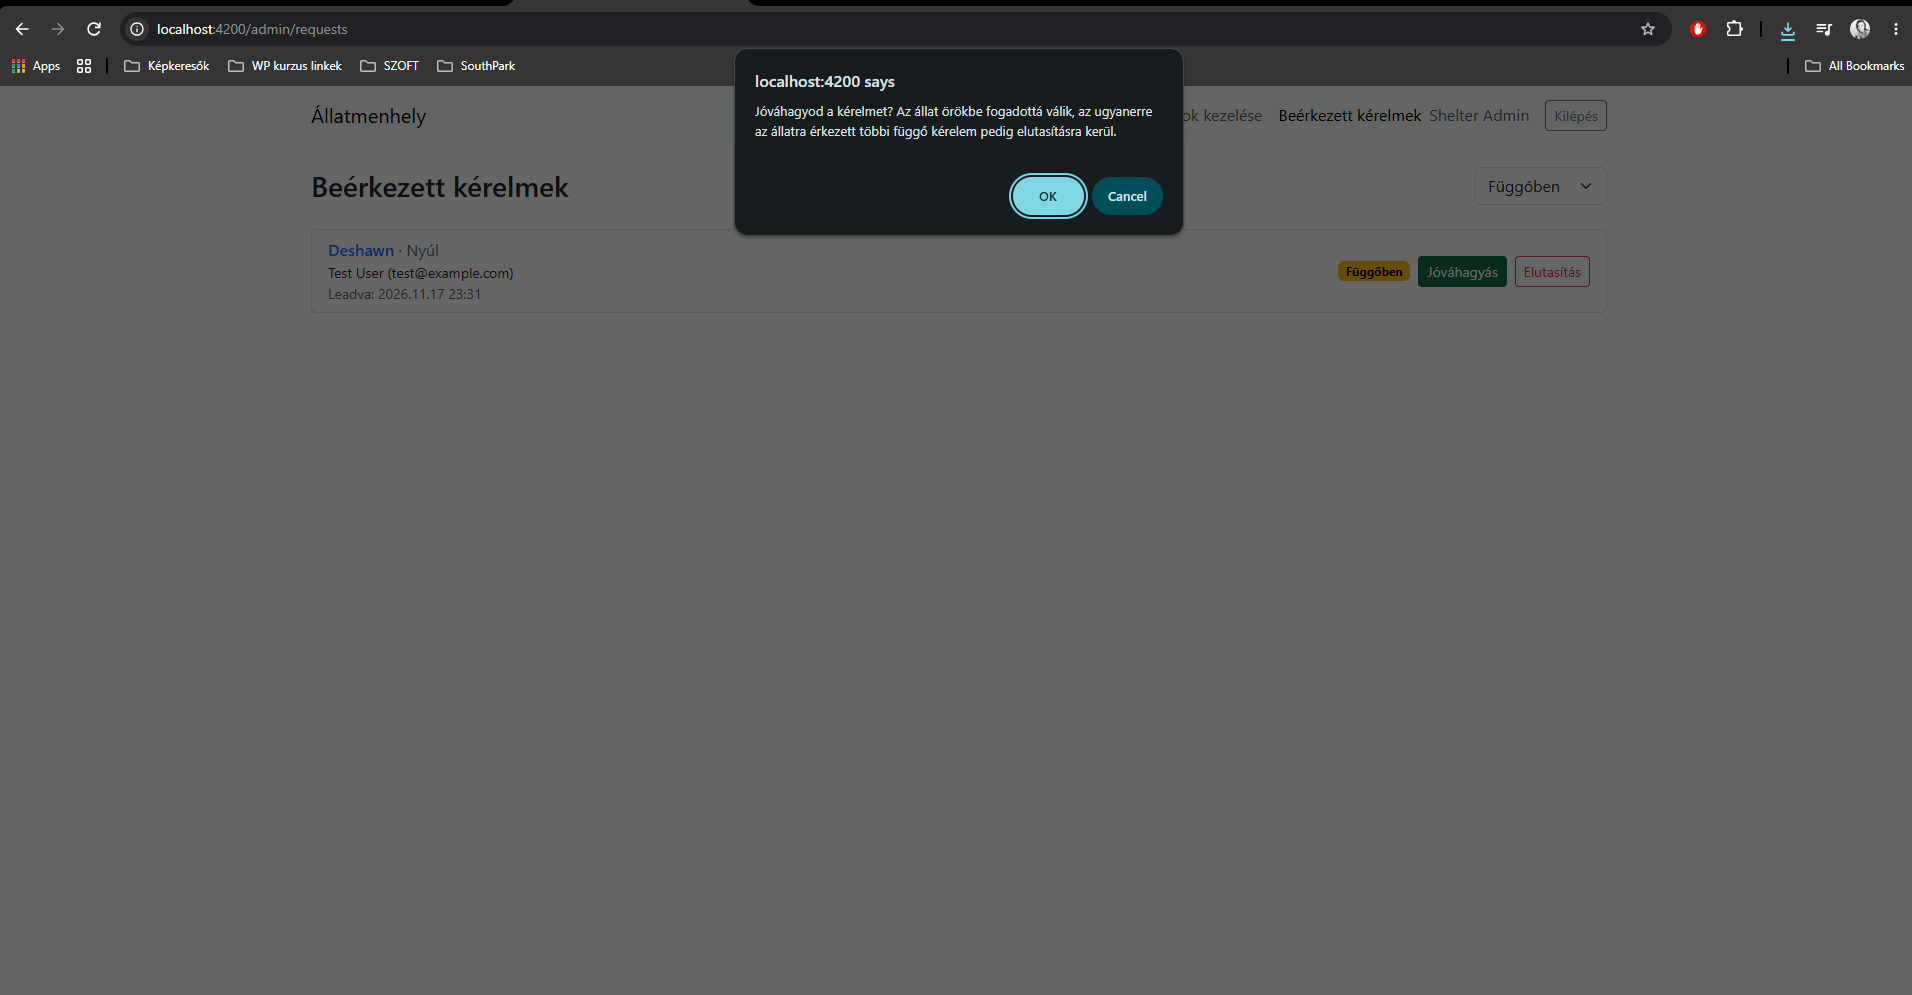 localhost:4200/admin/requests
Apps
Képkeresők
WP kurzus linkek
SZOFT
SouthPark
All Bookmarks
localhost:4200 says
Jóváhagyod a kérelmet? Az állat örökbe fogadottá válik, az ugyanerre
az állatra érkezett többi függő kérelem pedig elutasításra kerül.
OK
Cancel
Állatmenhely
ok kezelése
Beérkezett kérelmek
Shelter Admin
Kilépés
Beérkezett kérelmek
Függőben
Deshawn · Nyúl
Test User (test@example.com)
Leadva: 2026.11.17 23:31
Függőben
Jóváhagyás
Elutasítás